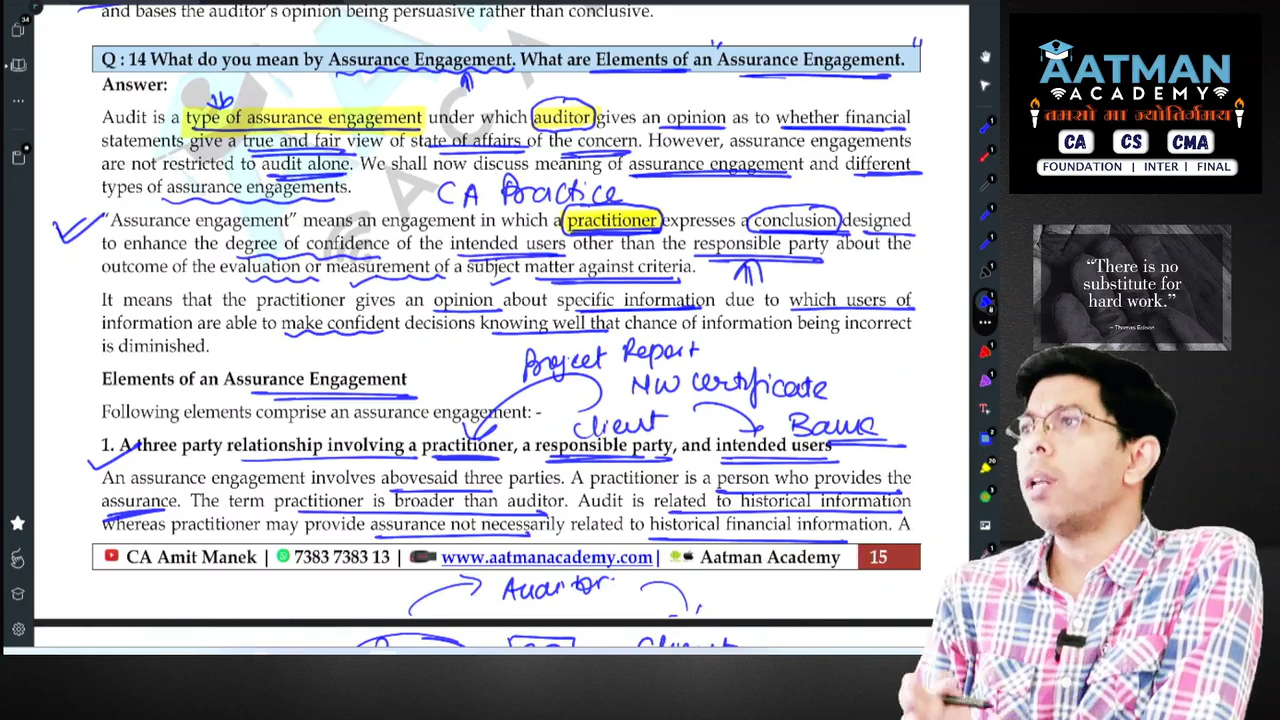 and bases the auditor's opinion being persuasive rather than conclusive.
Q : 14 What do you mean by Assurance Engagement. What are Elements of an "Assurance Engagement."
Answer:
Audit is a type of assurance engagement under which auditor gives an opinion as to whether financial
statements give a true and fair view of state of affairs of the concern. However, assurance engagements
are not restricted to audit alone. We shall now discuss meaning of assurance engagement and different
types of assurance engagements.
CA Practice
"Assurance engagement" means an engagement in which a practitioner expresses a conclusion designed
to enhance the degree of confidence of the intended users other than the responsible party about the
outcome of the evaluation or measurement of a subject matter against criteria.
It means that the practitioner gives an opinion about specific information due to which users of
information are able to make confident decisions knowing well that chance of information being incorrect
is diminished.
Project Report
NW certificate
Elements of an Assurance Engagement
Following elements comprise an assurance engagement: -
client
Bank
1. A three party relationship involving a practitioner, a responsible party, and intended users
An assurance engagement involves abovesaid three parties. A practitioner is a person who provides the
assurance. The term practitioner is broader than auditor. Audit is related to historical information
whereas practitioner may provide assurance not necessarily related to historical financial information. A
CA Amit Manek | 7383 7383 13 | www.aatmanacademy.com | Aatman Academy 15
Auditor
AATMAN
ACADEMY
तमसो मा ज्योतिर्गमय
CA CS CMA
FOUNDATION | INTER | FINAL
"There is no
substitute for
hard work."
- Thomas Edison